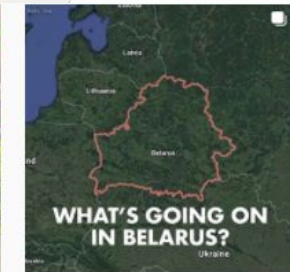 Latvia
Lithuania
Belarus
WHAT'S GOING ON
IN BELARUS?
Ukraine